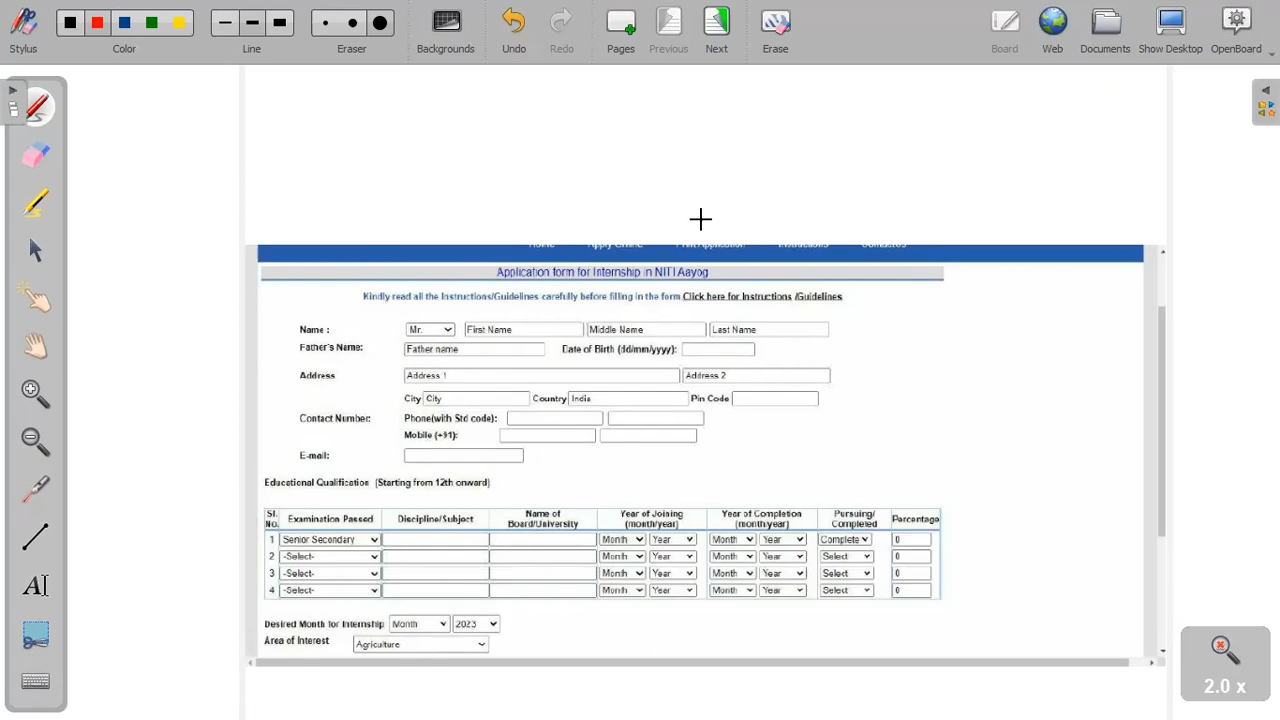 Stylus Color Line Eraser Backgrounds Undo Redo Pages Previous Next Erase Board Web Documents Show Desktop OpenBoard
Home Apply Online Print Application Instructions
Application form for Internship in NITI Aayog
Kindly read all the Instructions/Guidelines carefully before filling in the form.Click here for Instructions /Guidelines
Name : Mr. First Name Middle Name Last Name
Father's Name: Father name Date of Birth (dd/mm/yyyy):
Address Address 1 Address 2
City City Country India Pin Code
Contact Number: Phone(with Std code):
Mobile (+91):
E-mail:
Educational Qualification (Starting from 12th onward)
Sl. No. Examination Passed Discipline/Subject Name of Board/University Year of Joining (month/year) Year of Completion (month/year) Pursuing/ Completed Percentage
1 Senior Secondary Month Year Month Year Complete 0
2 -Select- Month Year Month Year Select 0
3 -Select- Month Year Month Year Select 0
4 -Select- Month Year Month Year Select 0
Desired Month for Internship Month 2023
Area of Interest Agriculture
2.0 x